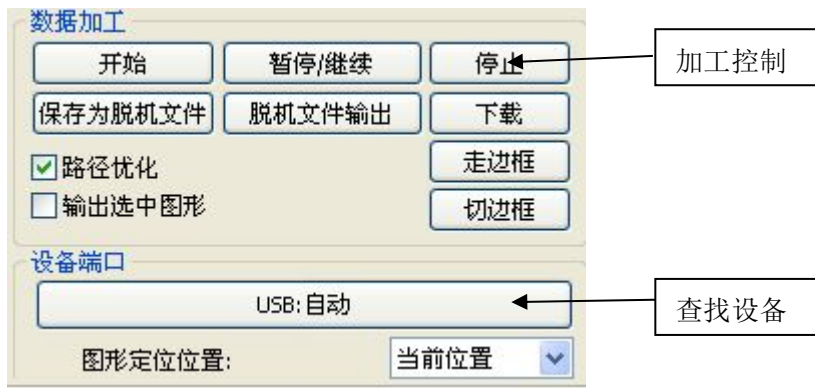 数据加工
开始 暂停/继续 停止 加工控制
保存为脱机文件 脱机文件输出 下载
路径优化 走边框
输出选中图形 切边框
设备端口
USB:自动 查找设备
图形定位位置: 当前位置